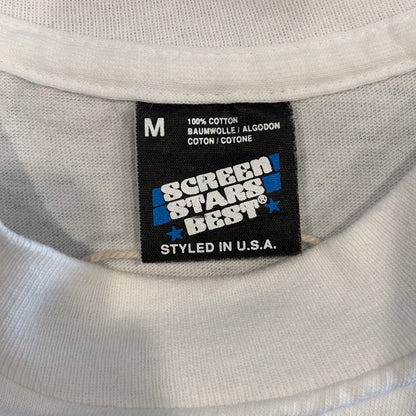 M
100% COTTON
BAUMWOLLE / ALGODON
COTON / COTONE
SCREEN
STARS
BEST®
STYLED IN U.S.A.